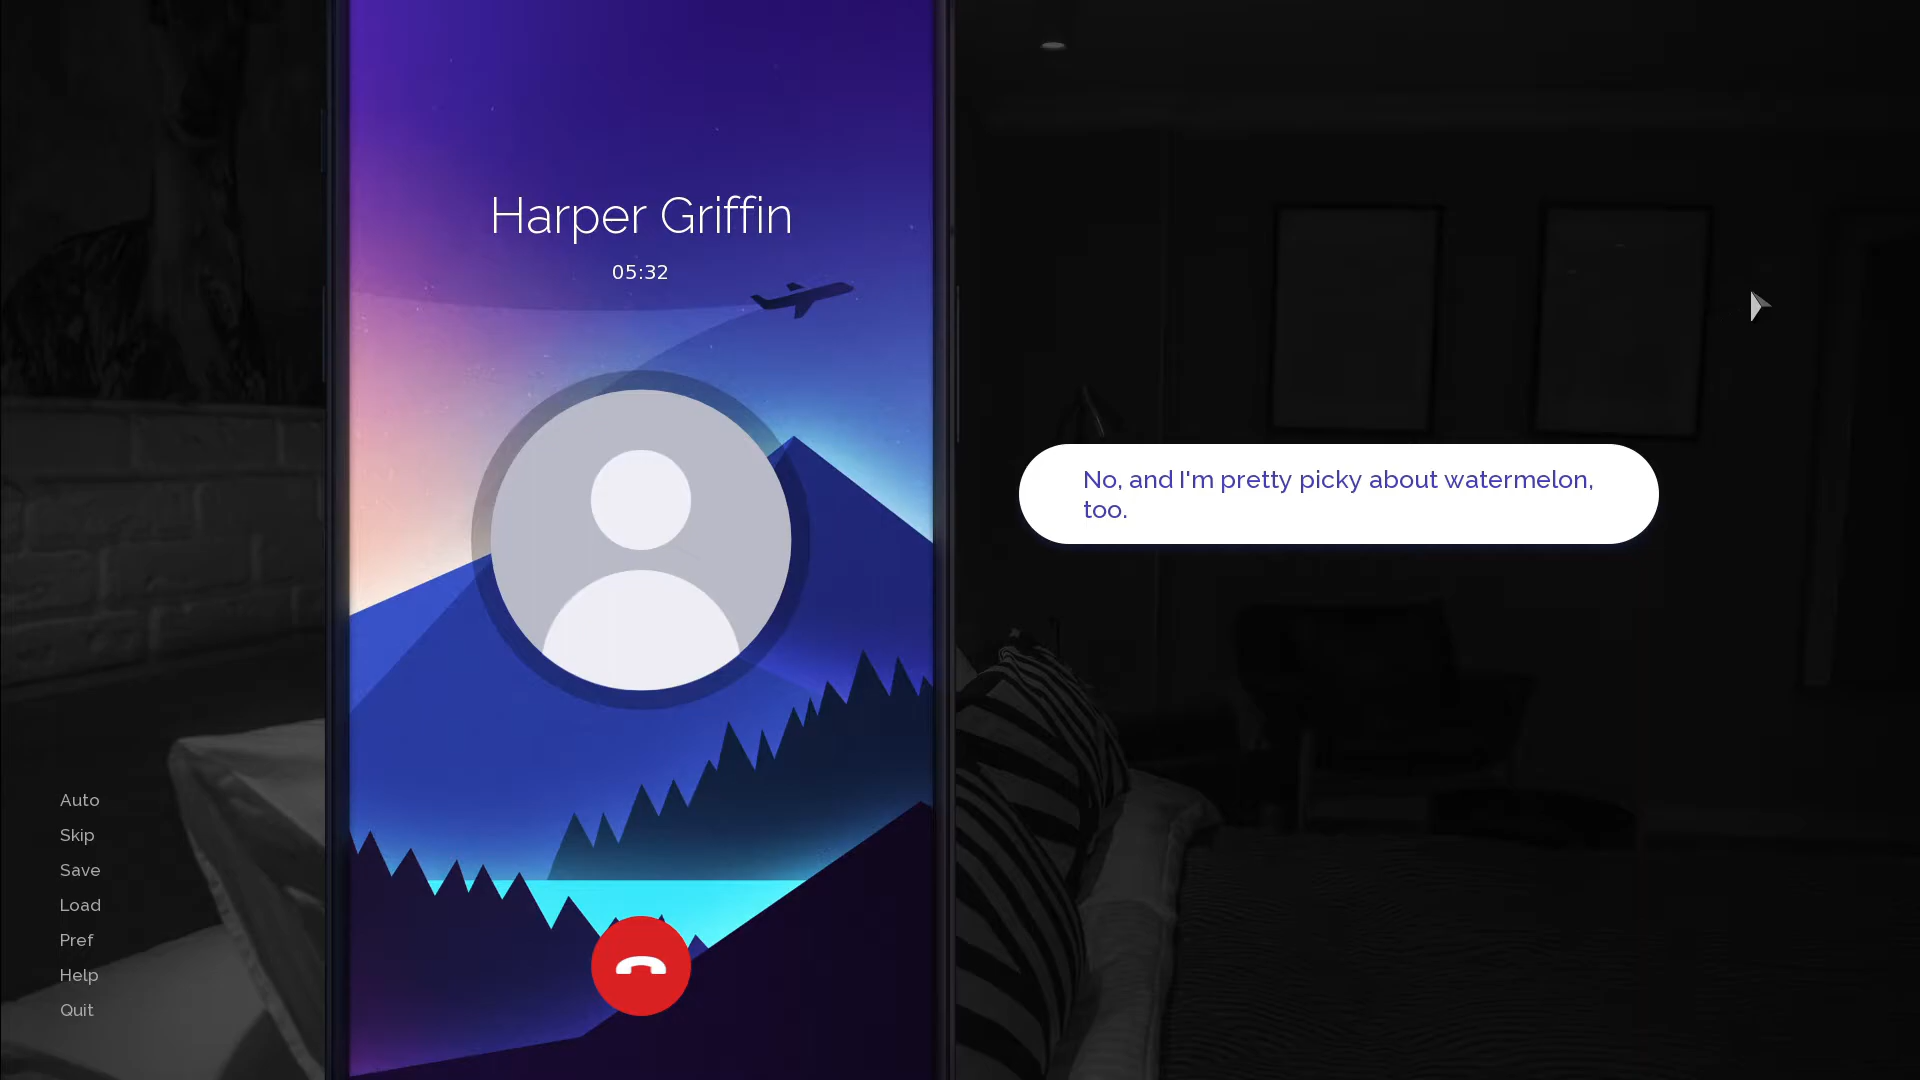 Harper Griffin
05:32
No, and I'm pretty picky about watermelon,
too.
Auto
Skip
Save
Load
Pref
Help
Quit